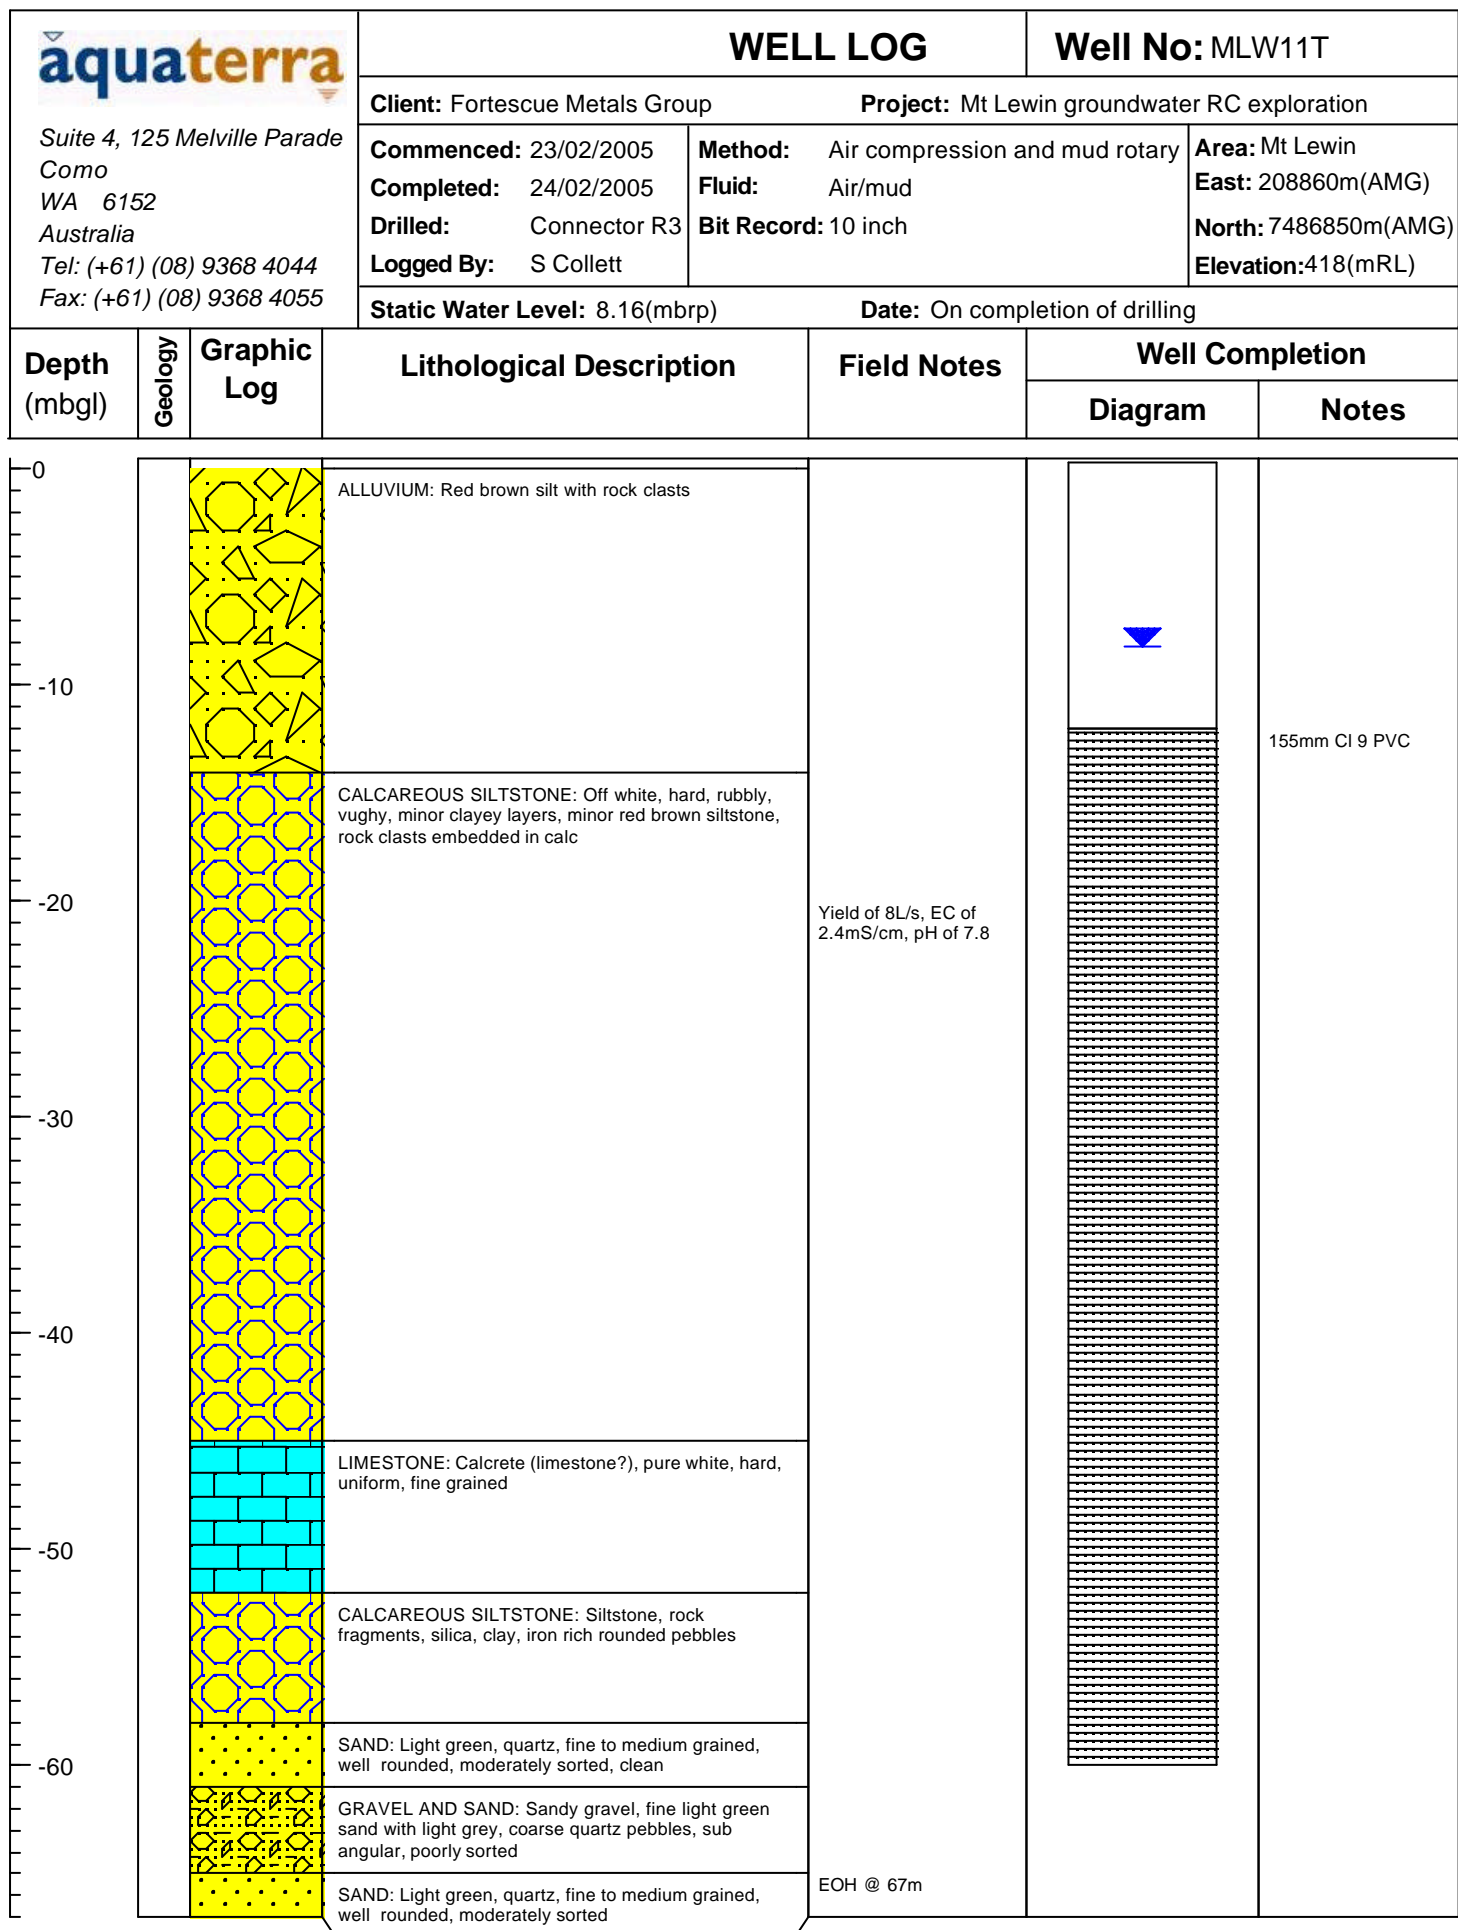 aquaterra
Suite 4, 125 Melville Parade
Como
WA 6152
Australia
Tel: (+61) (08) 9368 4044
Fax: (+61) (08) 9368 4055
WELL LOG
Well No: MLW11T
Client: Fortescue Metals Group
Project: Mt Lewin groundwater RC exploration
Commenced: 23/02/2005
Completed: 24/02/2005
Drilled: Connector R3
Logged By: S Collett
Method: Air compression and mud rotary
Fluid: Air/mud
Bit Record: 10 inch
Area: Mt Lewin
East: 208860m(AMG)
North: 7486850m(AMG)
Elevation: 418(mRL)
Static Water Level: 8.16(mbrp)
Date: On completion of drilling
Depth
(mbgl)
Geology
Graphic
Log
Lithological Description
Field Notes
Well Completion
Diagram
Notes
0
ALLUVIUM: Red brown silt with rock clasts
-10
155mm Cl 9 PVC
CALCAREOUS SILTSTONE: Off white, hard, rubbly,
vughy, minor clayey layers, minor red brown siltstone,
rock clasts embedded in calc
-20
Yield of 8L/s, EC of
2.4mS/cm, pH of 7.8
-30
-40
LIMESTONE: Calcrete (limestone?), pure white, hard,
uniform, fine grained
-50
CALCAREOUS SILTSTONE: Siltstone, rock
fragments, silica, clay, iron rich rounded pebbles
SAND: Light green, quartz, fine to medium grained,
well rounded, moderately sorted, clean
-60
GRAVEL AND SAND: Sandy gravel, fine light green
sand with light grey, coarse quartz pebbles, sub
angular, poorly sorted
EOH @ 67m
SAND: Light green, quartz, fine to medium grained,
well rounded, moderately sorted